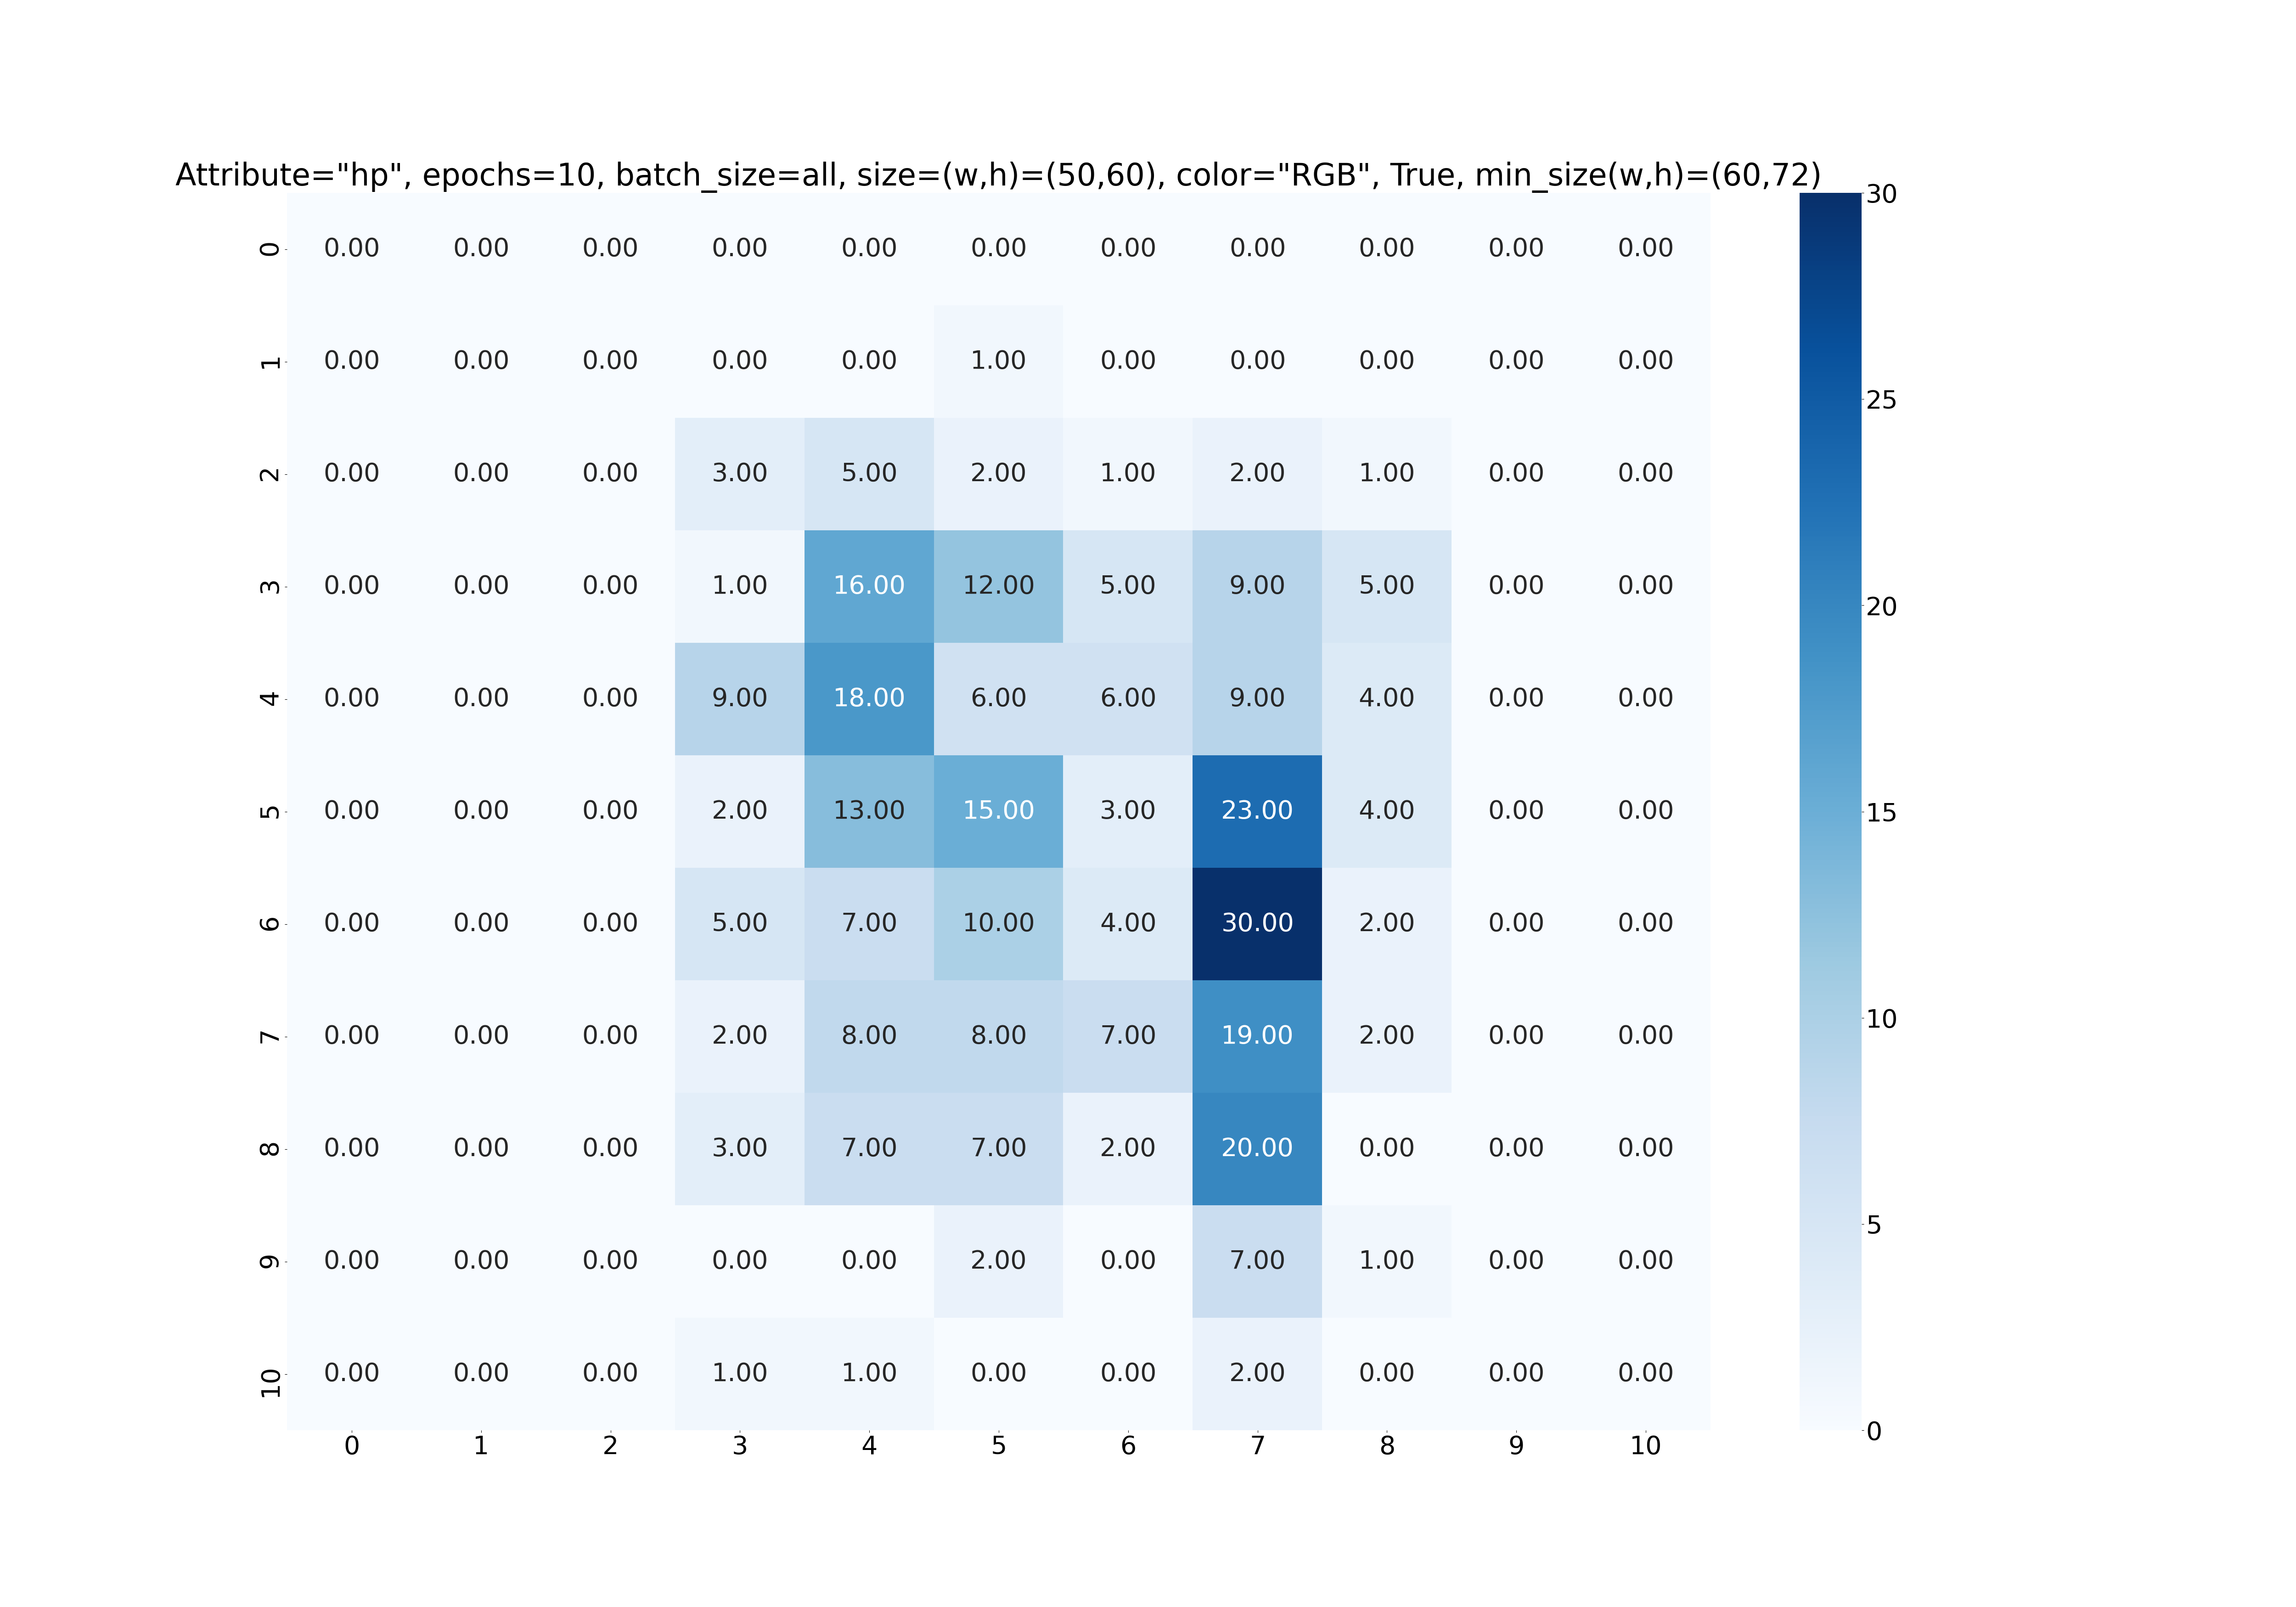 Attribute="hp", epochs=10, batch_size=all, size=(w,h)=(50,60), color="RGB", True, min_size(w,h)=(60,72)
0 0.00 0.00 0.00 0.00 0.00 0.00 0.00 0.00 0.00 0.00 0.00
1 0.00 0.00 0.00 0.00 0.00 1.00 0.00 0.00 0.00 0.00 0.00
2 0.00 0.00 0.00 3.00 5.00 2.00 1.00 2.00 1.00 0.00 0.00
3 0.00 0.00 0.00 1.00 16.00 12.00 5.00 9.00 5.00 0.00 0.00
4 0.00 0.00 0.00 9.00 18.00 6.00 6.00 9.00 4.00 0.00 0.00
5 0.00 0.00 0.00 2.00 13.00 15.00 3.00 23.00 4.00 0.00 0.00
6 0.00 0.00 0.00 5.00 7.00 10.00 4.00 30.00 2.00 0.00 0.00
7 0.00 0.00 0.00 2.00 8.00 8.00 7.00 19.00 2.00 0.00 0.00
8 0.00 0.00 0.00 3.00 7.00 7.00 2.00 20.00 0.00 0.00 0.00
9 0.00 0.00 0.00 0.00 0.00 2.00 0.00 7.00 1.00 0.00 0.00
10 0.00 0.00 0.00 1.00 1.00 0.00 0.00 2.00 0.00 0.00 0.00
0 1 2 3 4 5 6 7 8 9 10
30
25
20
15
10
5
0